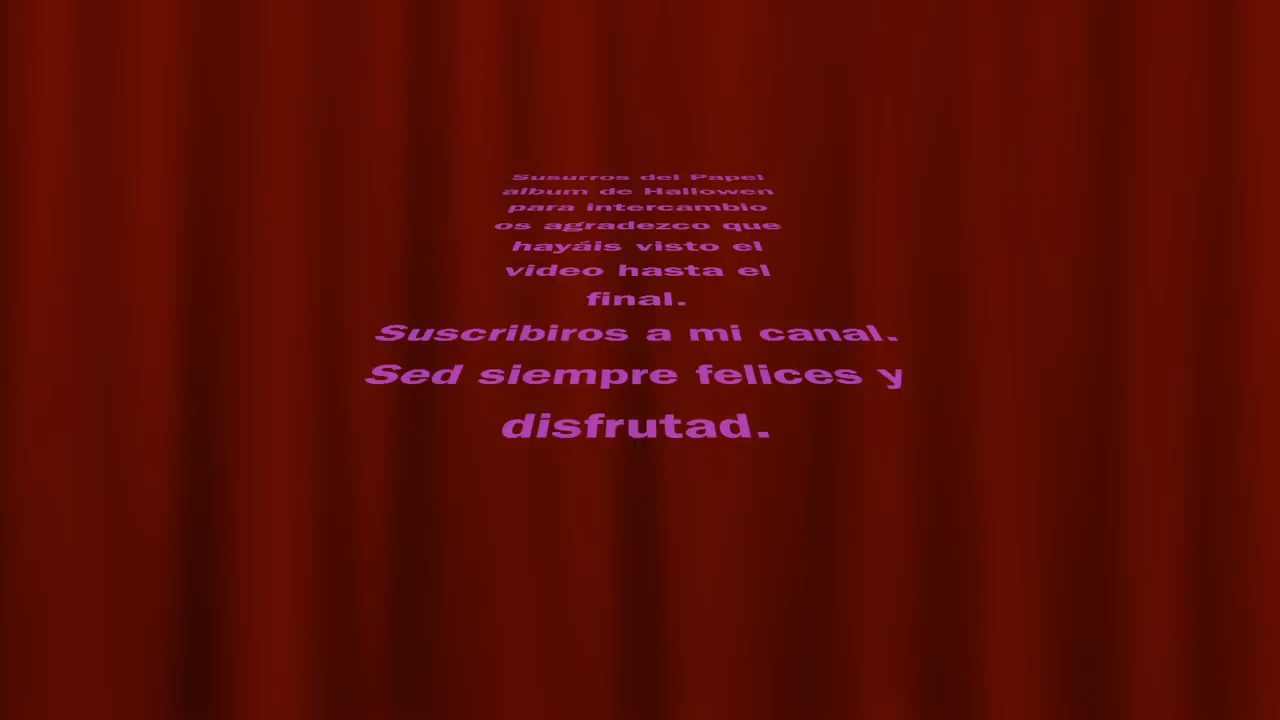 Susurros del Papel
album de Hallowen
para intercambio
os agradezco que
hayáis visto el
video hasta el
final.
Suscribiros a mi canal.
Sed siempre felices y
disfrutad.